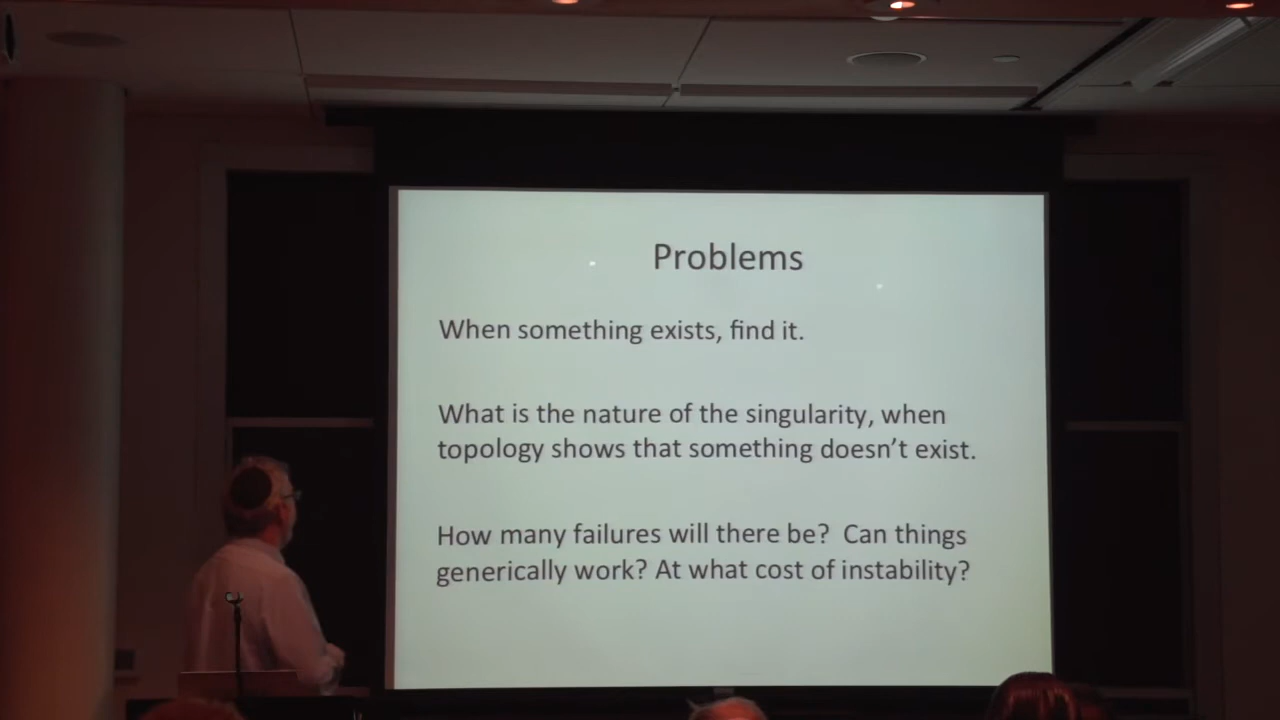 Problems
When something exists, find it.
What is the nature of the singularity, when
topology shows that something doesn’t exist.
How many failures will there be?  Can things
generically work? At what cost of instability?